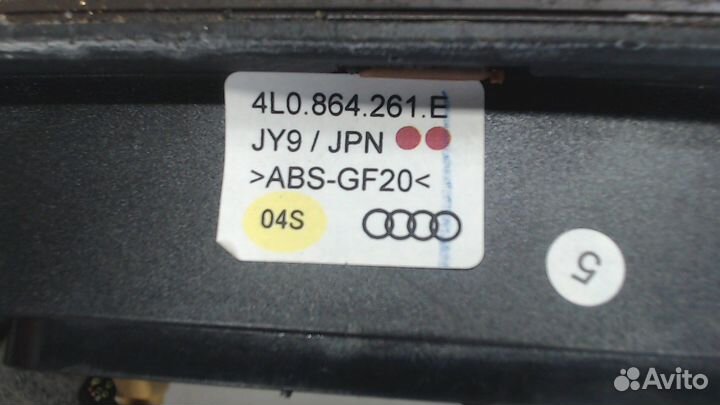 4L0.864.261.E
JY9 / JPN
>ABS-GF20<
04S
5
Avito